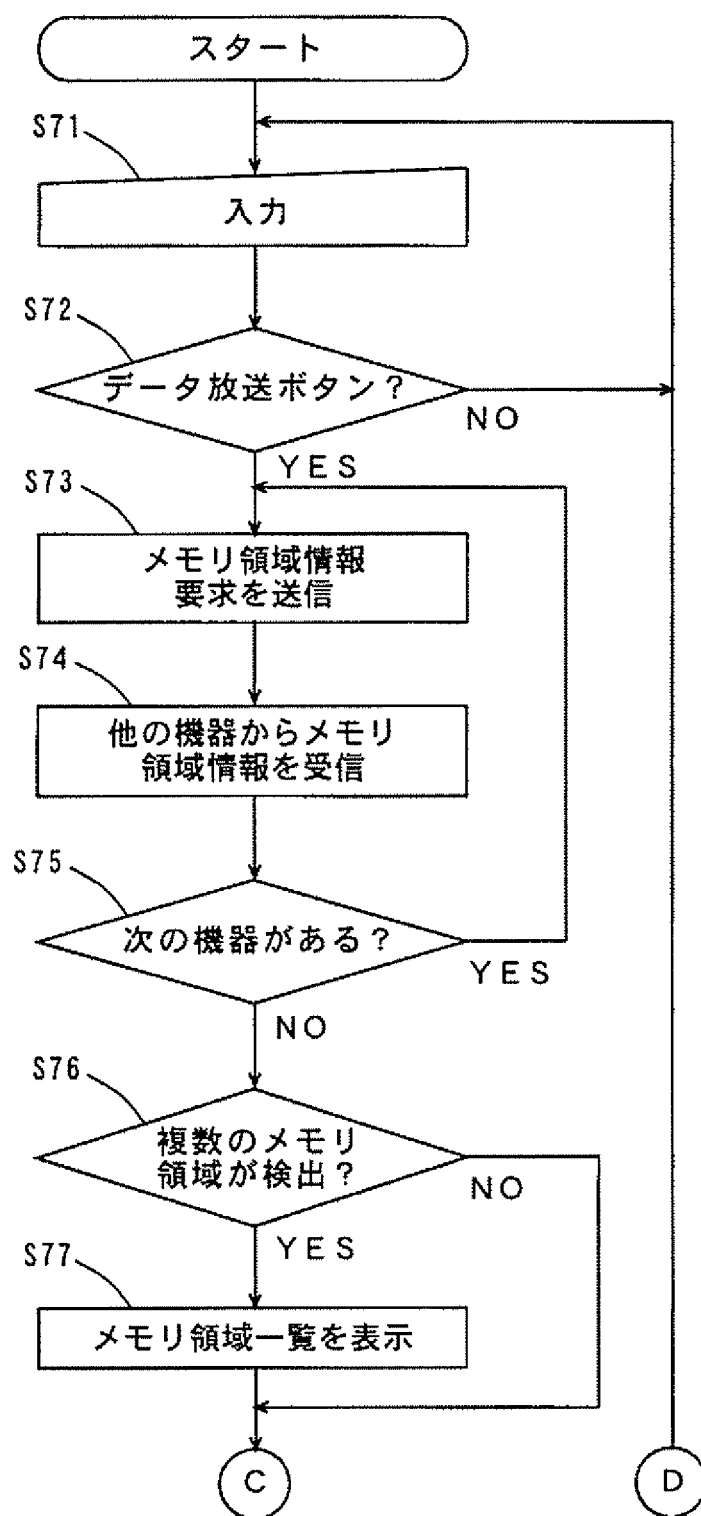 スタート
S71
入力
S72
データ放送ボタン？
NO
YES
S73
メモリ領域情報
要求を送信
S74
他の機器からメモリ
領域情報を受信
S75
次の機器がある？
YES
NO
S76
複数のメモリ
領域が検出？
NO
YES
S77
メモリ領域一覧を表示
C
D